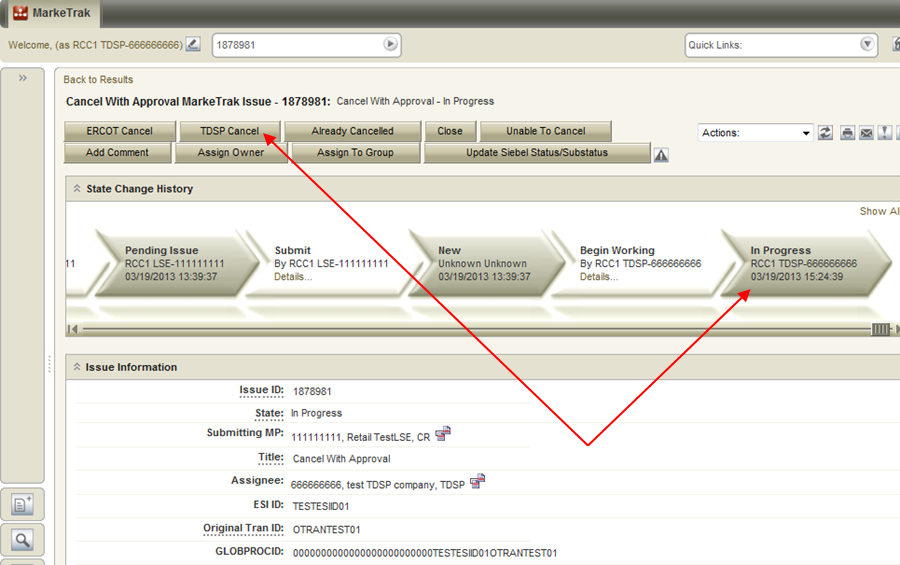 MarkeTrak
Welcome, (as RCC1 TDSP-666666666) 1878981 Quick Links:
Back to Results
Cancel With Approval MarkeTrak Issue - 1878981: Cancel With Approval - In Progress
ERCOT Cancel TDSP Cancel Already Cancelled Close Unable To Cancel Actions:
Add Comment Assign Owner Assign To Group Update Siebel Status/Substatus
State Change History
Show Al
Pending Issue Submit New Begin Working In Progress
11 RCC1 LSE-111111111 By RCC1 LSE-111111111 Unknown Unknown By RCC1 TDSP-666666666 RCC1 TDSP-666666666
03/19/2013 13:39:37 Details... 03/19/2013 13:39:37 Details... 03/19/2013 15:24:39
Issue Information
Issue ID: 1878981
State: In Progress
Submitting MP: 111111111, Retail TestLSE, CR
Title: Cancel With Approval
Assignee: 666666666, test TDSP company, TDSP
ESI ID: TESTESIID01
Original Tran ID: OTRANTEST01
GLOBPROCID: 0000000000000000000000000TESTESIID01OTRANTEST01